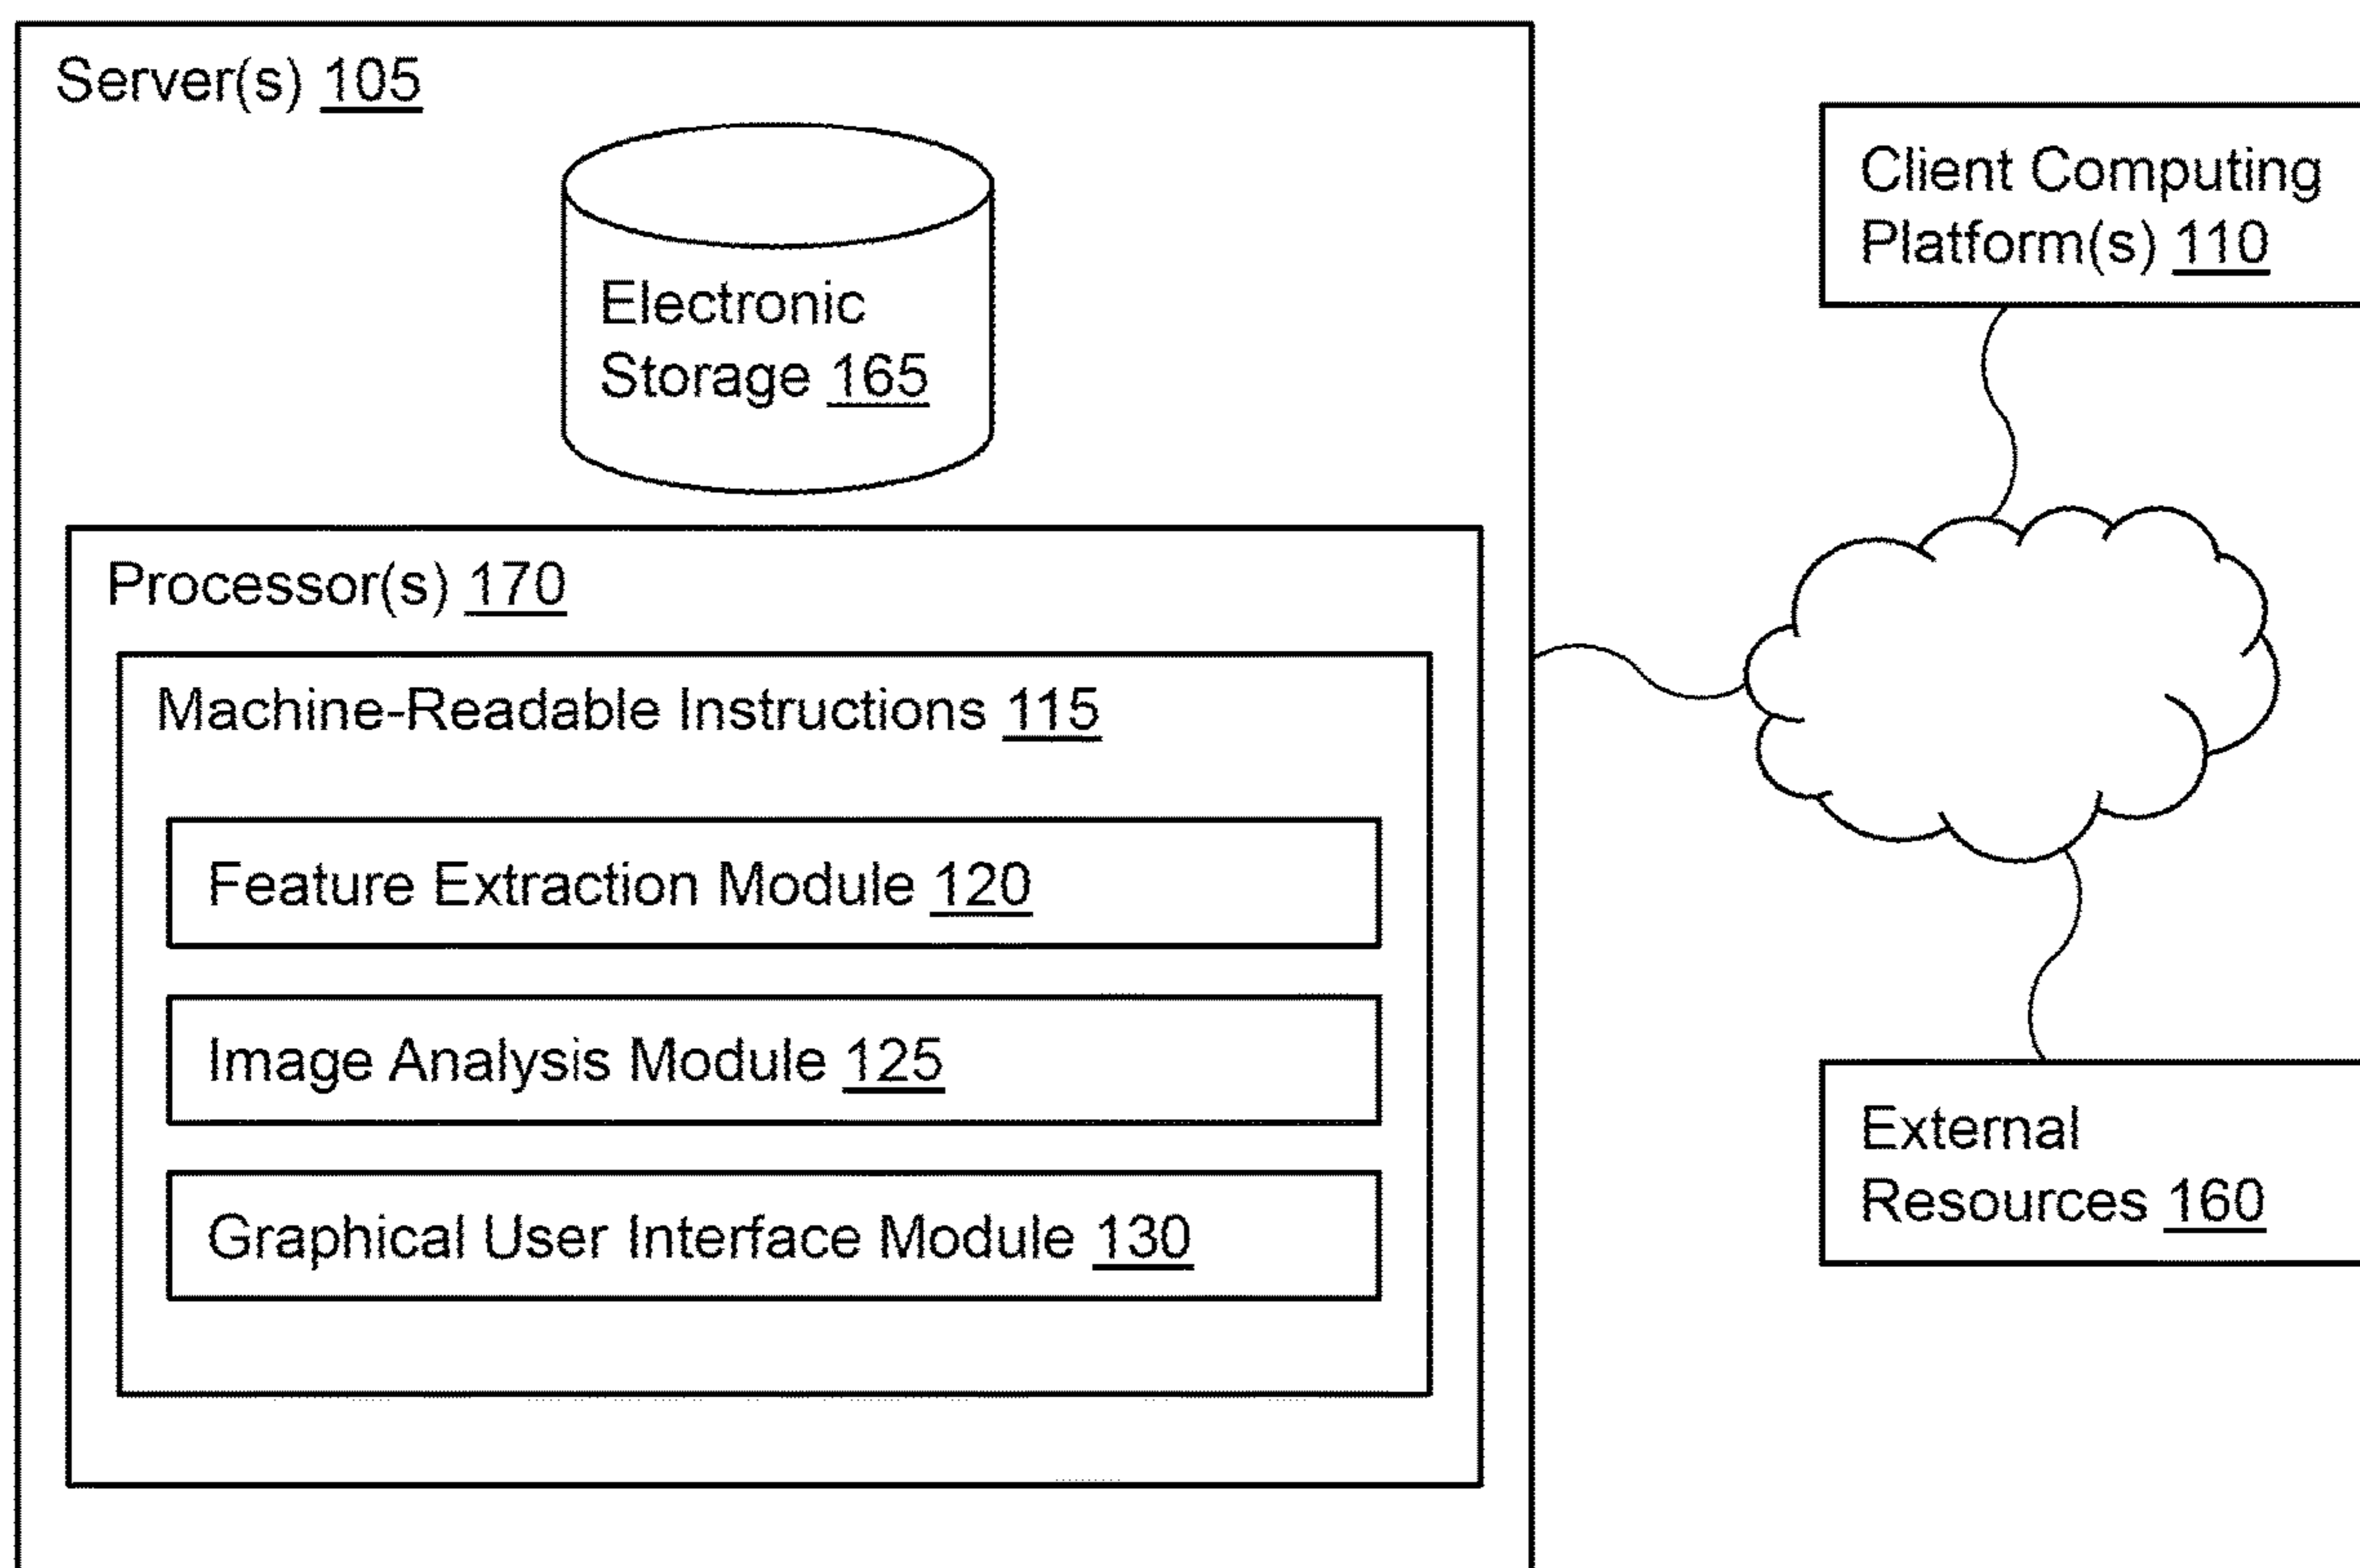 Server(s) 105
Electronic
Storage 165
Processor(s) 170
Machine-Readable Instructions 115
Feature Extraction Module 120
Image Analysis Module 125
Graphical User Interface Module 130
Client Computing
Platform(s) 110
External
Resources 160